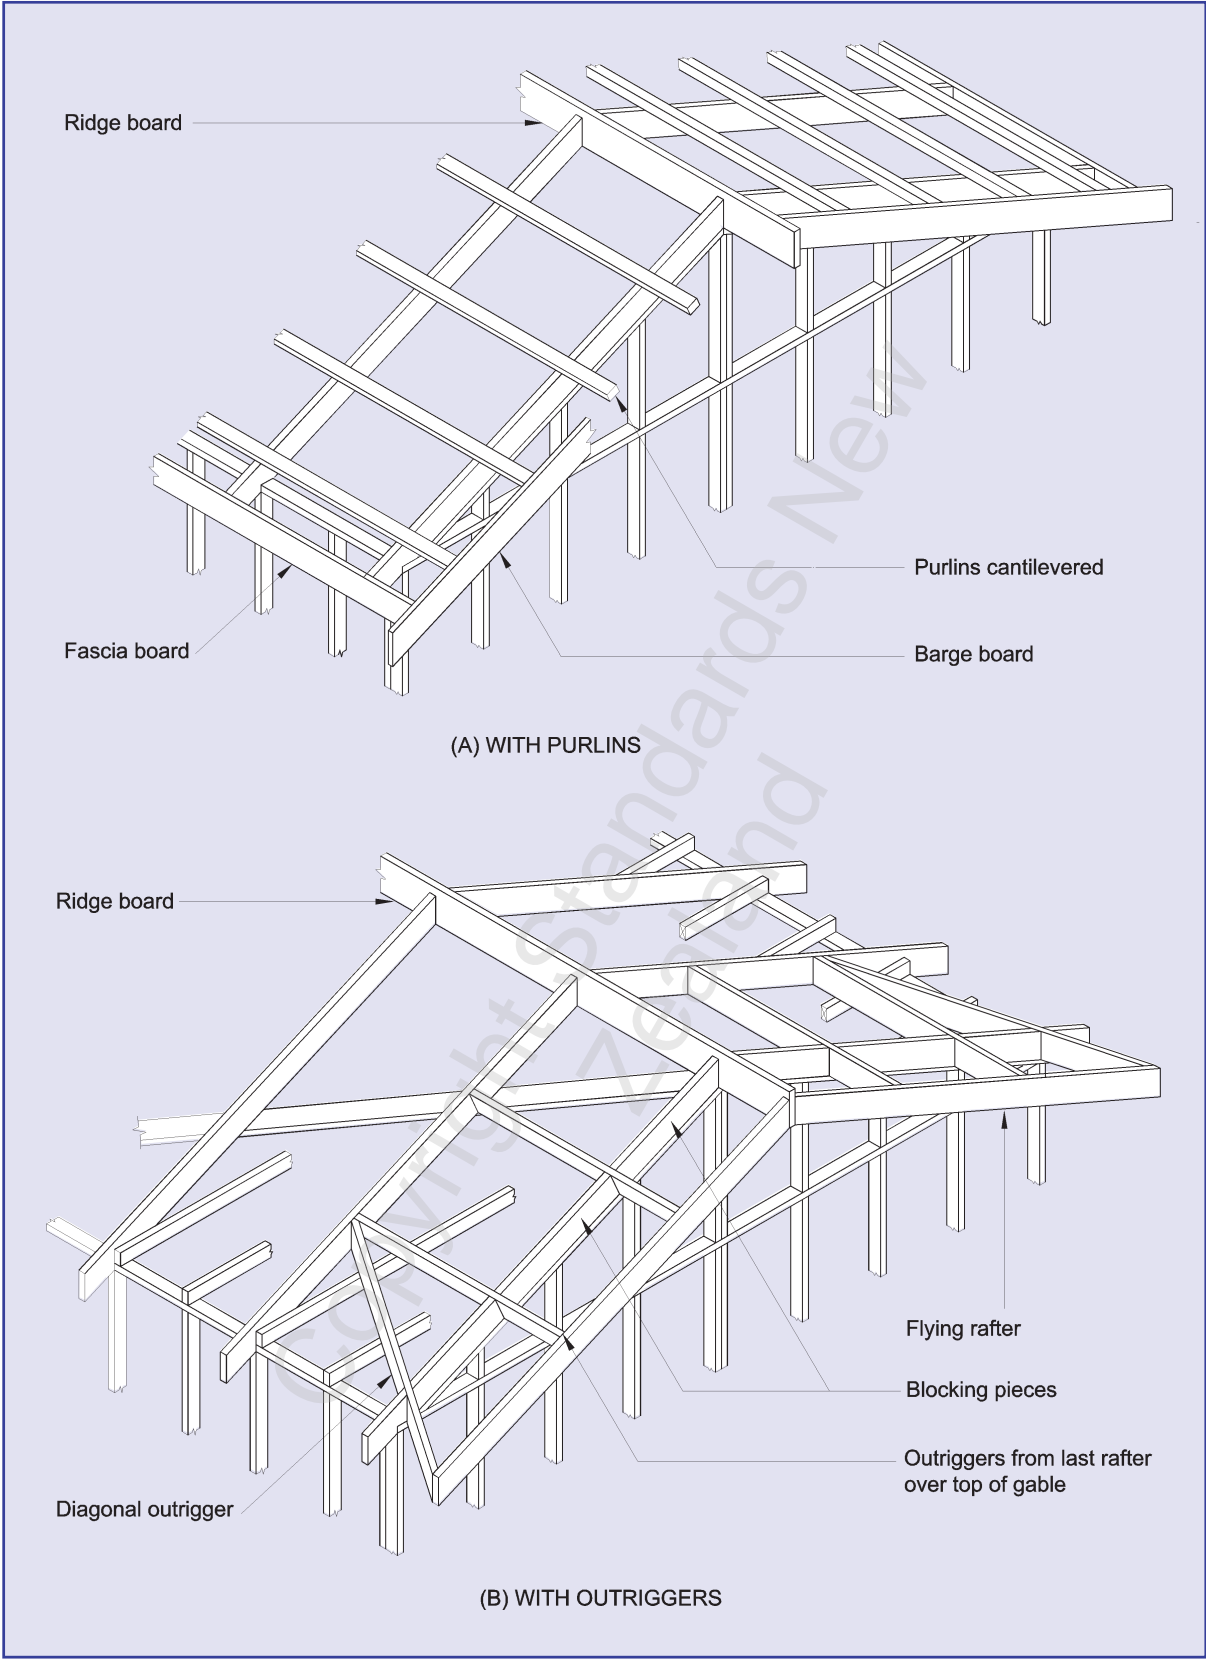 Ridge board
Purlins cantilevered
Fascia board
Barge board
(A) WITH PURLINS
Ridge board
Flying rafter
Blocking pieces
Outriggers from last rafter
over top of gable
Diagonal outrigger
(B) WITH OUTRIGGERS
Copyright Standards New
Zealand